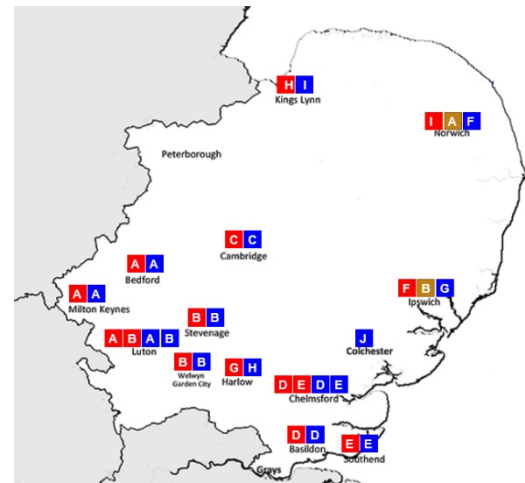 H I
Kings Lynn
I A F
Norwich
Peterborough
C C
Cambridge
A A
Bedford
A A
Milton Keynes
F B G
Ipswich
B B
Stevenage
A B A B
Luton
J
Colchester
B B
Welwyn
Garden City
G H
Harlow
D E D E
Chelmsford
D D
Basildon
E E
Southend
Grays